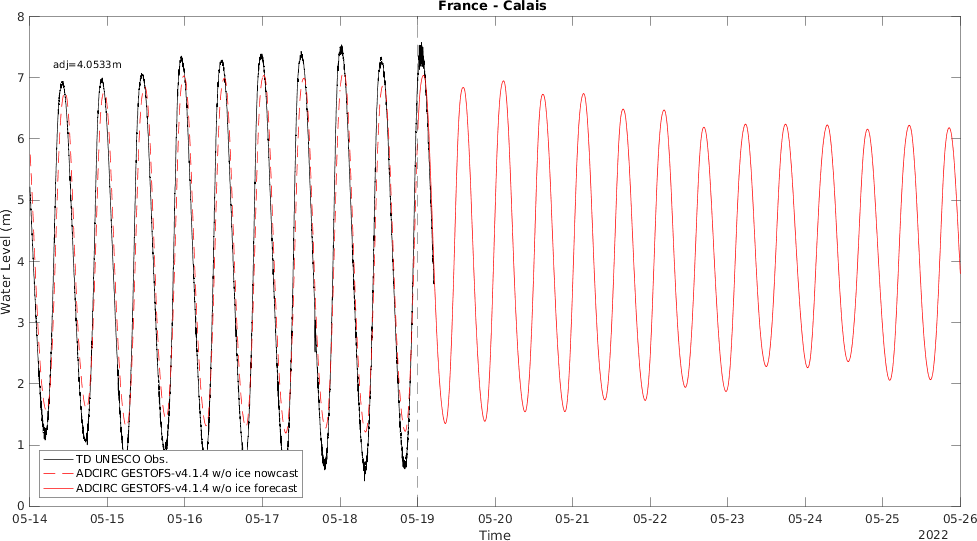 France - Calais
8
7
6
5
4
3
2
1
0
Water Level (m)
adj=4.0533m
TD UNESCO Obs.
ADCIRC GESTOFS-v4.1.4 w/o ice nowcast
ADCIRC GESTOFS-v4.1.4 w/o ice forecast
05-14 05-15 05-16 05-17 05-18 05-19 05-20 05-21 05-22 05-23 05-24 05-25 05-26
Time
2022